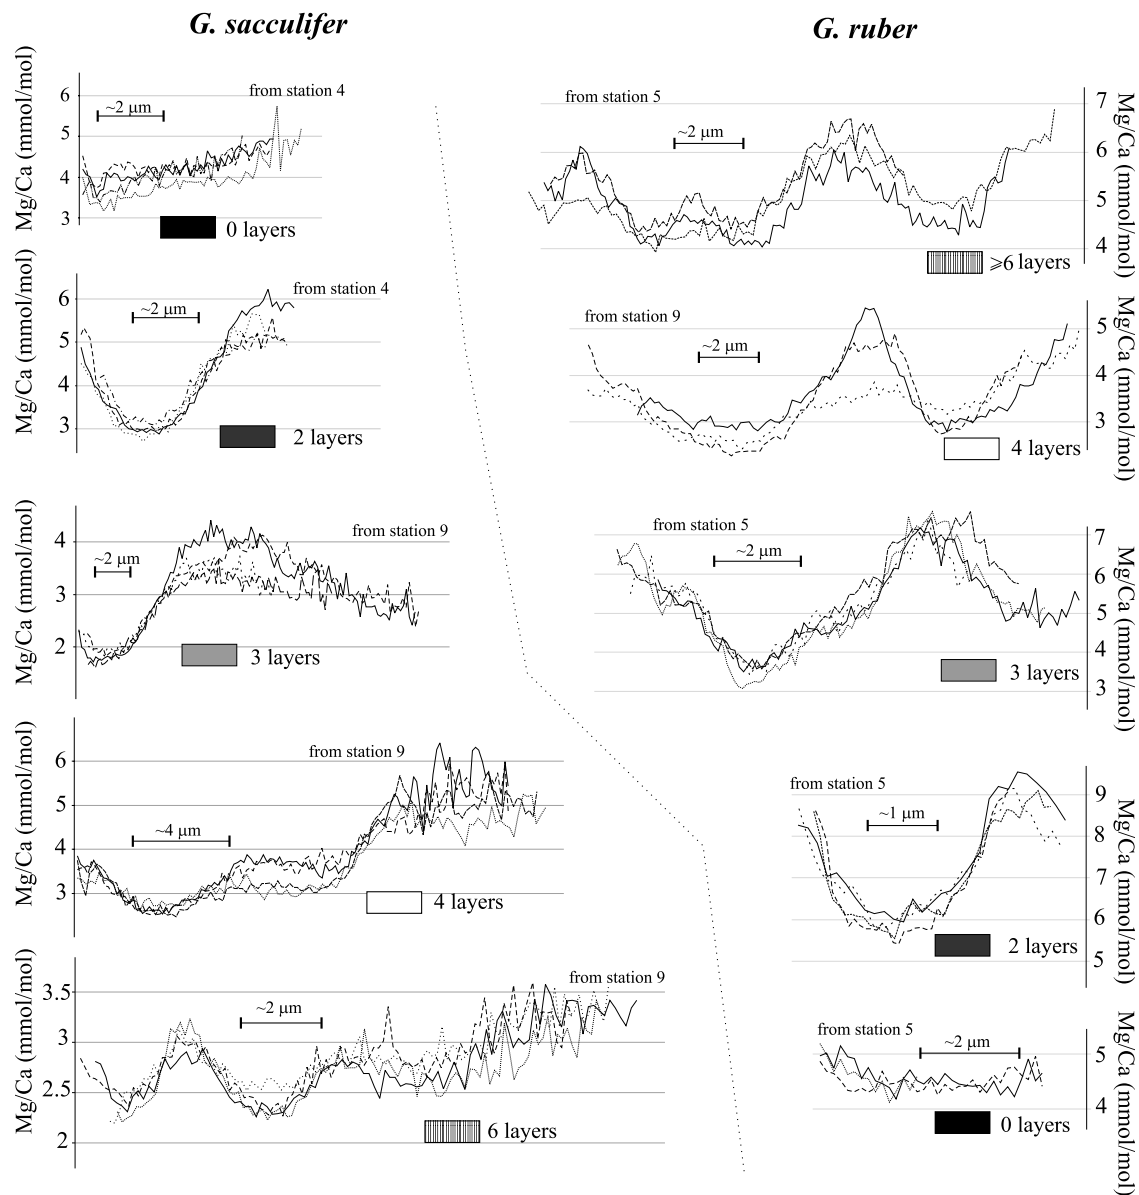 G. sacculifer
Mg/Ca (mmol/mol)
6
5
4
3
~2 μm
from station 4
0 layers
Mg/Ca (mmol/mol)
6
5
4
3
~2 μm
from station 4
2 layers
Mg/Ca (mmol/mol)
4
3
2
~2 μm
from station 9
3 layers
Mg/Ca (mmol/mol)
6
5
4
3
~4 μm
from station 9
4 layers
Mg/Ca (mmol/mol)
3.5
3
2.5
2
~2 μm
from station 9
6 layers
G. ruber
from station 5
~2 μm
7
6
5
4
Mg/Ca (mmol/mol)
⩾6 layers
from station 9
~2 μm
5
4
3
Mg/Ca (mmol/mol)
4 layers
from station 5
~2 μm
7
6
5
4
3
Mg/Ca (mmol/mol)
3 layers
from station 5
~1 μm
9
8
7
6
5
Mg/Ca (mmol/mol)
2 layers
from station 5
~2 μm
5
4
Mg/Ca (mmol/mol)
0 layers